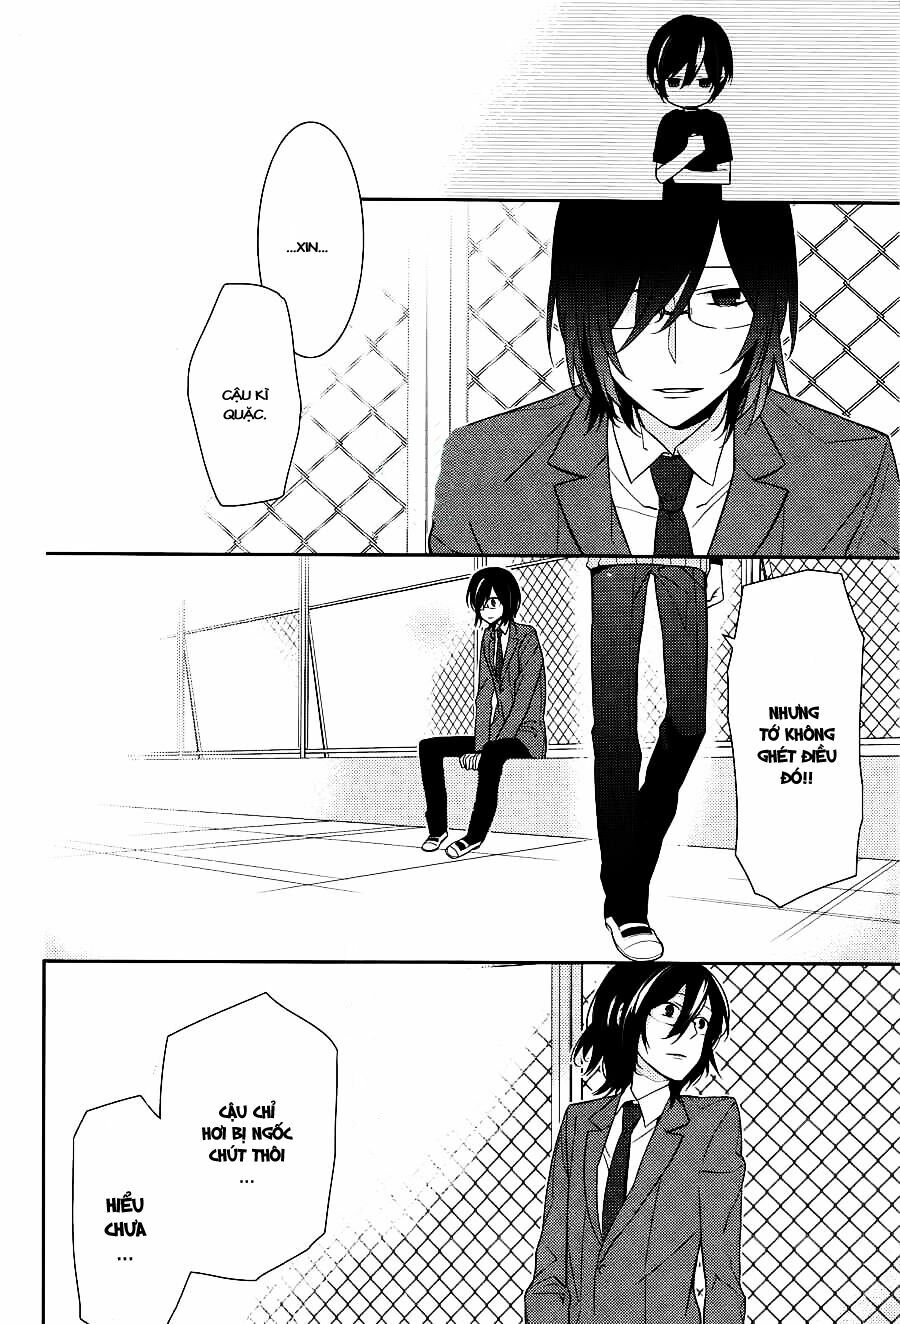 ...XIN...
CẬU KÌ
QUẶC.
NHƯNG
TỚ KHÔNG
GHÉT ĐIỀU
ĐÓ!!
CẬU CHỈ
HƠI BỊ NGỐC
CHÚT THÔI
...
HIỂU
CHƯA
...